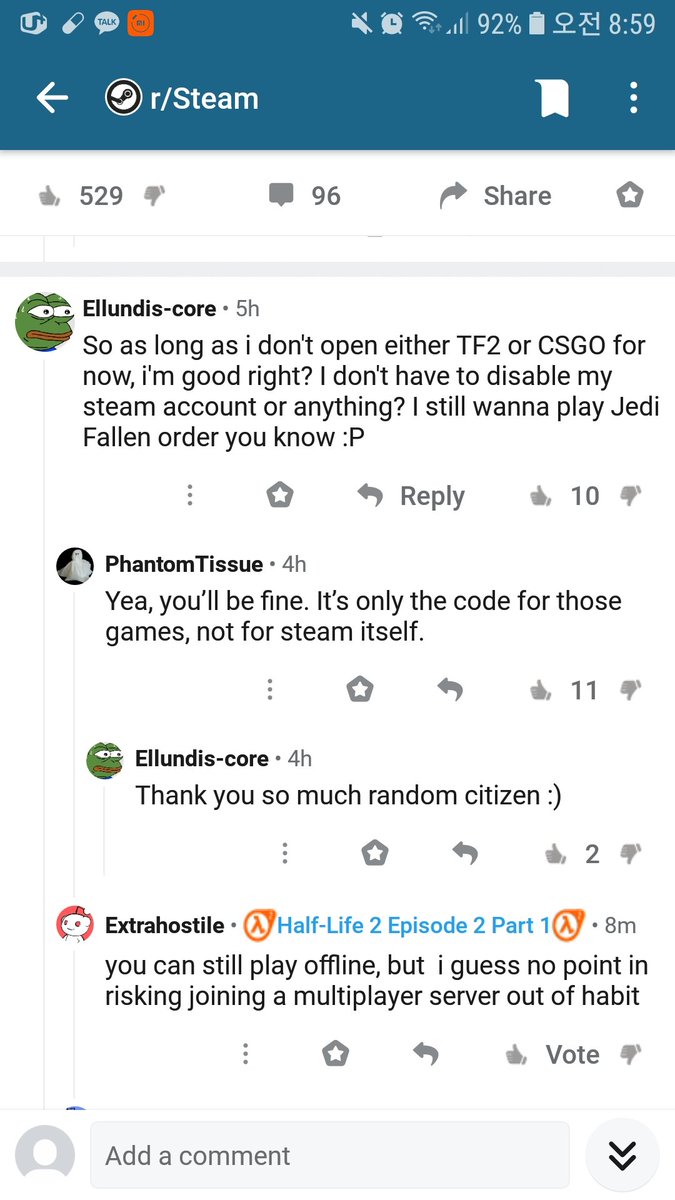 TALK 92% 오전 8:59
r/Steam
529 96 Share
Ellundis-core • 5h
So as long as i don't open either TF2 or CSGO for
now, i'm good right? I don't have to disable my
steam account or anything? I still wanna play Jedi
Fallen order you know :P
Reply 10
PhantomTissue • 4h
Yea, you’ll be fine. It’s only the code for those
games, not for steam itself.
11
Ellundis-core • 4h
Thank you so much random citizen :)
2
Extrahostile • Half-Life 2 Episode 2 Part 1 • 8m
you can still play offline, but  i guess no point in
risking joining a multiplayer server out of habit
Vote
Add a comment